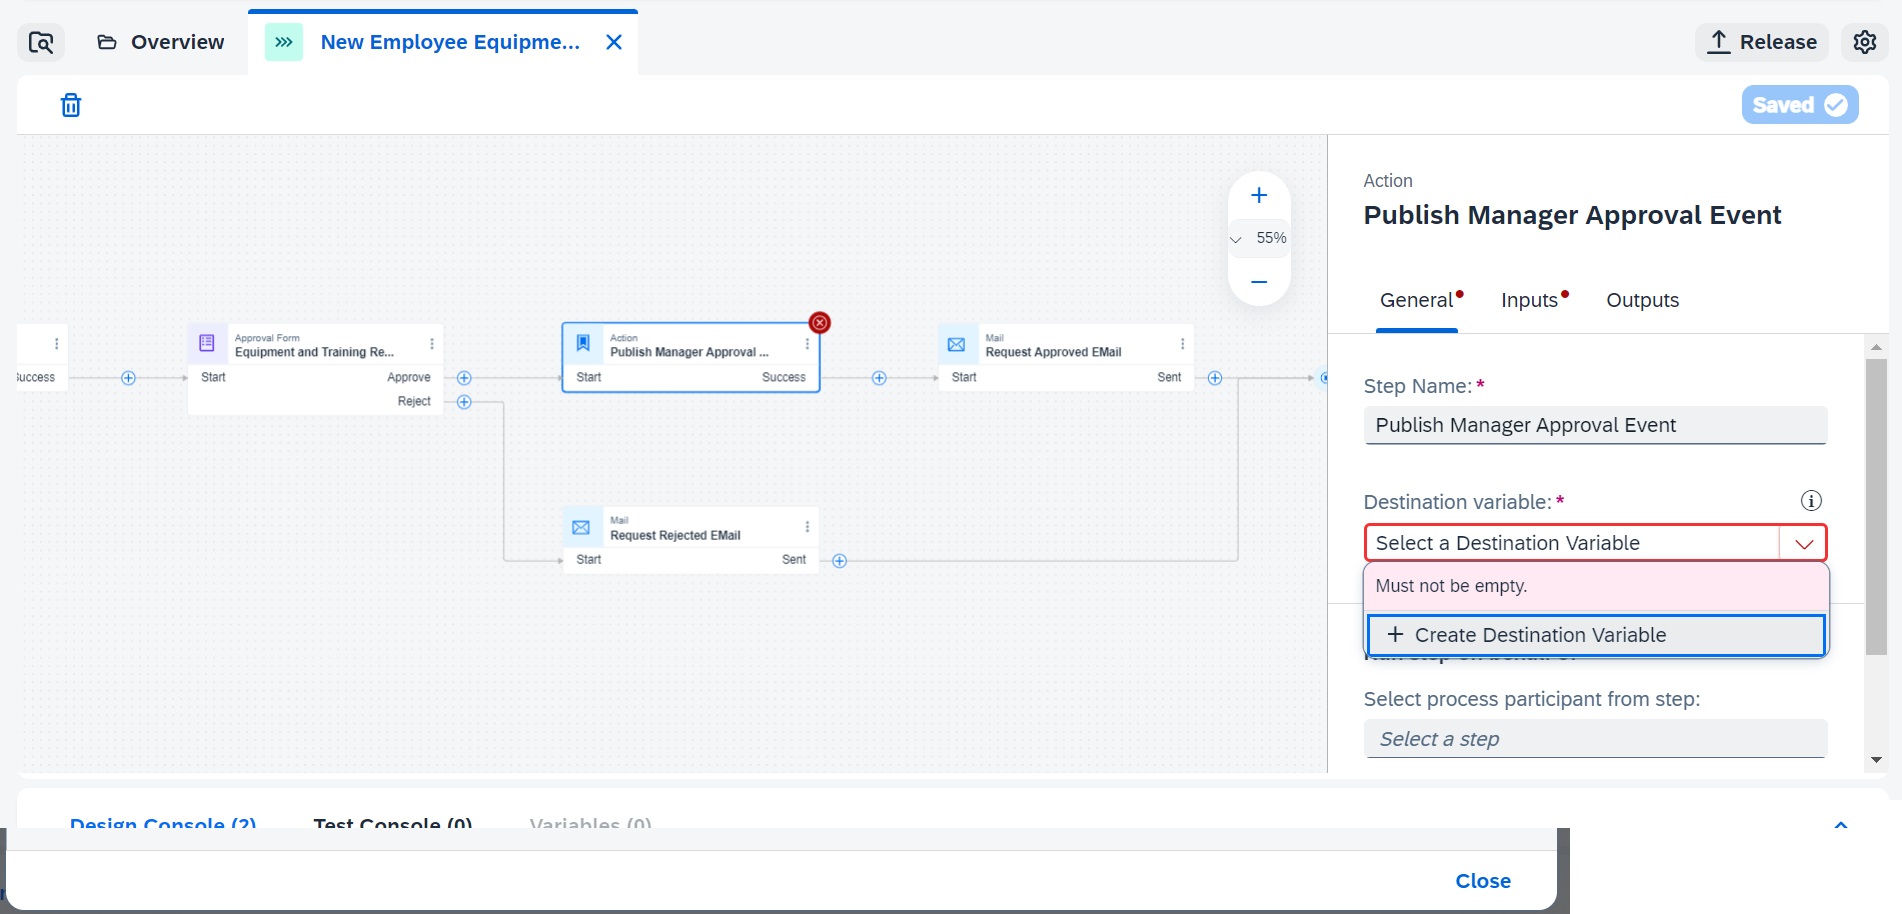 Overview
New Employee Equipme...
Release
Saved
55%
Action
Publish Manager Approval Event
General
Inputs
Outputs
Step Name:*
Publish Manager Approval Event
Destination variable:*
Select a Destination Variable
Must not be empty.
+ Create Destination Variable
Select process participant from step:
Select a step
Success
Approval Form
Equipment and Training Re...
Start
Approve
Reject
Action
Publish Manager Approval ...
Start
Success
Mail
Request Approved EMail
Start
Sent
Mail
Request Rejected EMail
Start
Sent
Design Console (2)
Test Console (0)
Variables (0)
Close